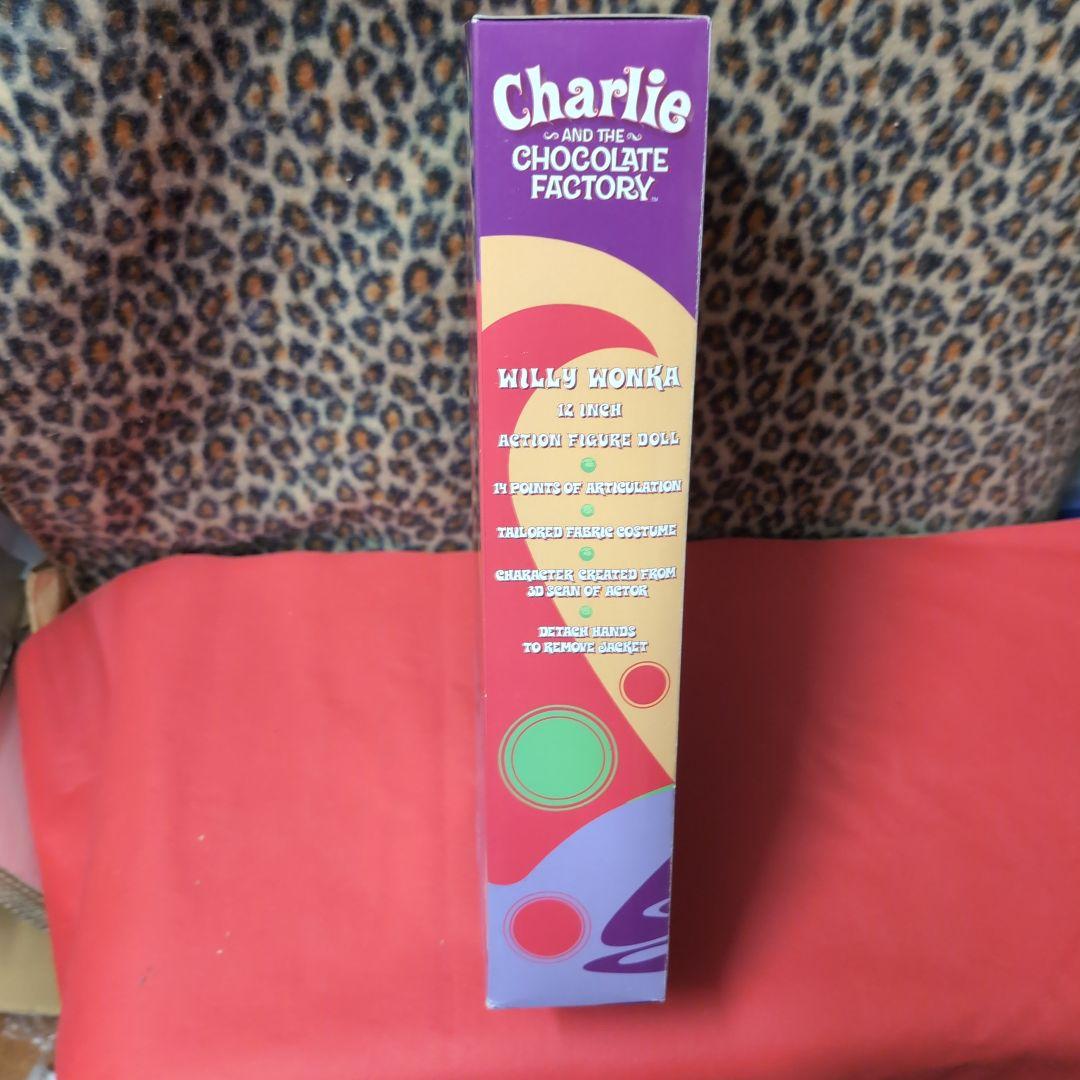 Charlie
AND THE
CHOCOLATE
FACTORY™
WILLY WONKA
12 INCH
ACTION FIGURE DOLL
14 POINTS OF ARTICULATION
TAILORED FABRIC COSTUME
CHARACTER CREATED FROM
3D SCAN OF ACTOR
DETACH HANDS
TO REMOVE JACKET